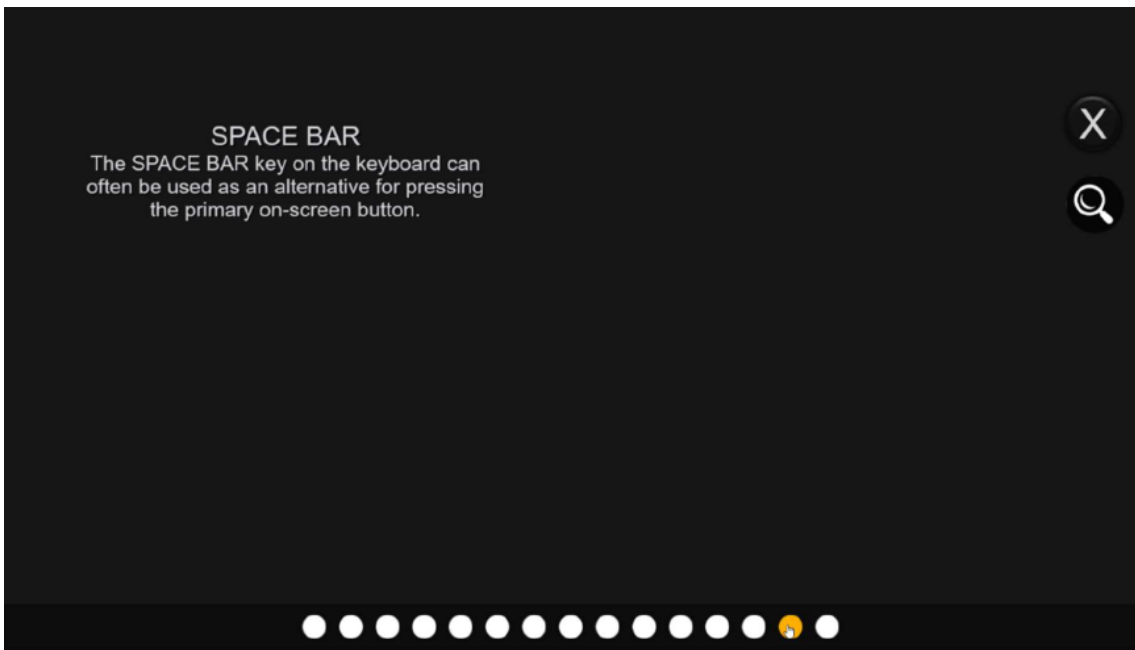 SPACE BAR
The SPACE BAR key on the keyboard can
often be used as an alternative for pressing
the primary on-screen button.
X